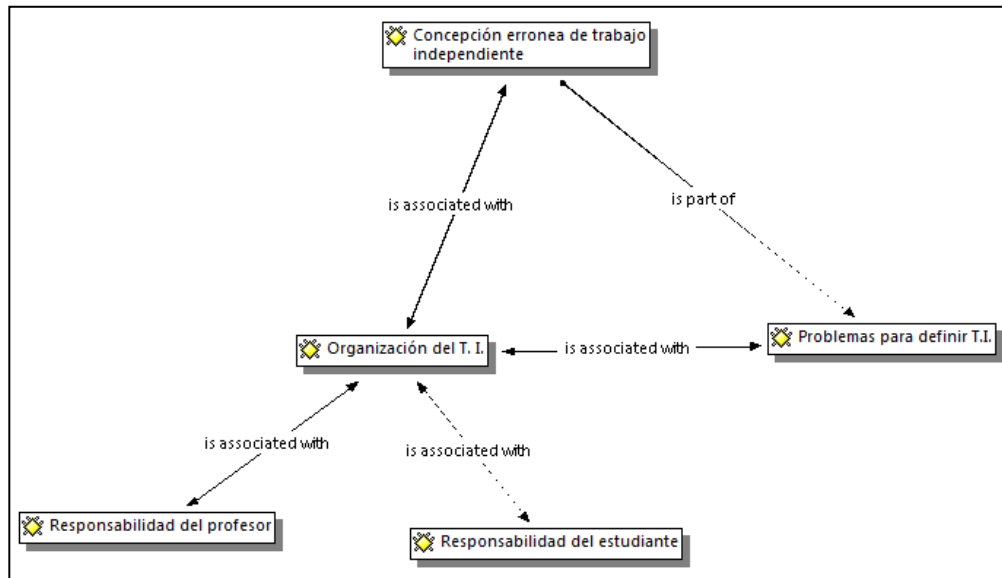 Concepción erronea de trabajo
independiente
is associated with
is part of
Organización del T. I.
is associated with
Problemas para definir T.I.
is associated with
is associated with
Responsabilidad del profesor
Responsabilidad del estudiante